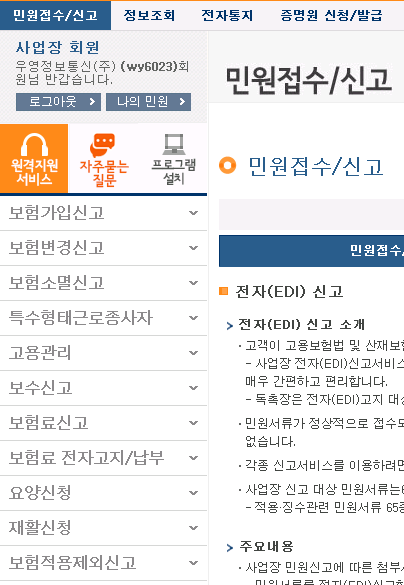 민원접수/신고 정보조회 전자통지 증명원 신청/발급
사업장 회원
우영정보통신(주) (wy6023)회
원님 반갑습니다.
로그아웃 나의 민원
원격지원
서비스
자주묻는
질문
프로그램
설치
보험가입신고
보험변경신고
보험소멸신고
특수형태근로종사자
고용관리
보수신고
보험료신고
보험료 전자고지/납부
요양신청
재활신청
보험적용제외신고
민원접수/신고
민원접수/신고
민원접수/
전자(EDI) 신고
전자(EDI) 신고 소개
· 고객이 고용보험법 및 산재보험
- 사업장 전자(EDI)신고서비스
매우 간편하고 편리합니다.
- 독촉장은 전자(EDI)고지 대상
· 민원서류가 정상적으로 접수되
없습니다.
· 각종 신고서비스를 이용하려면
· 사업장 신고 대상 민원서류는
- 적용·징수관련 민원서류 65종
주요내용
· 사업장 민원신고에 따른 첨부서